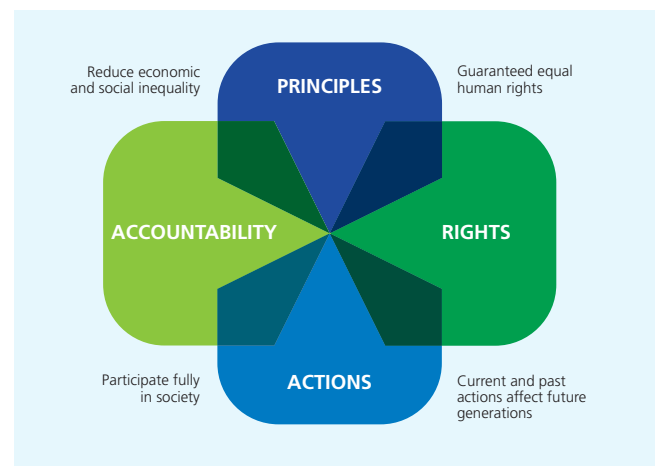 Reduce economic
and social inequality
PRINCIPLES
Guaranteed equal
human rights
ACCOUNTABILITY
RIGHTS
Participate fully
in society
ACTIONS
Current and past
actions affect future
generations